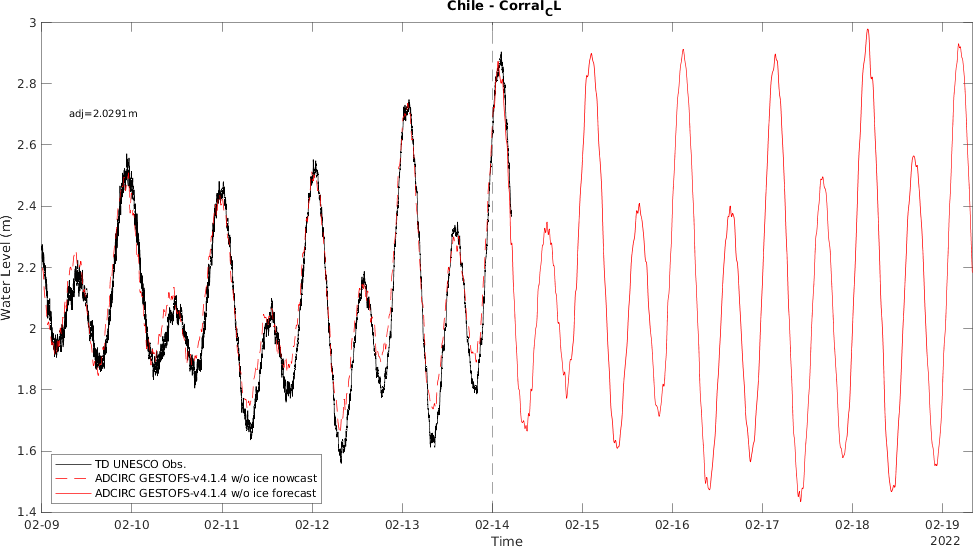 Chile - Corral_CL
3
2.8
2.6
2.4
2.2
2
1.8
1.6
1.4
Water Level (m)
adj=2.0291m
TD UNESCO Obs.
ADCIRC GESTOFS-v4.1.4 w/o ice nowcast
ADCIRC GESTOFS-v4.1.4 w/o ice forecast
02-09 02-10 02-11 02-12 02-13 02-14 02-15 02-16 02-17 02-18 02-19
Time
2022